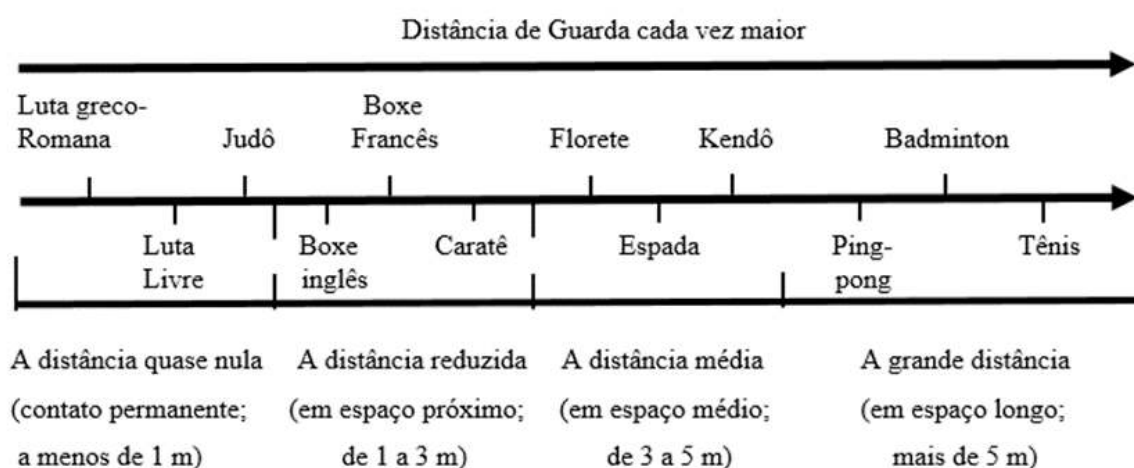 Distância de Guarda cada vez maior
Luta greco-
Romana
Judô
Boxe
Francês
Florete
Kendô
Badminton
Luta
Livre
Boxe
inglês
Caratê
Espada
Ping-
pong
Tênis
A distância quase nula
(contato permanente;
a menos de 1 m)
A distância reduzida
(em espaço próximo;
de 1 a 3 m)
A distância média
(em espaço médio;
de 3 a 5 m)
A grande distância
(em espaço longo;
mais de 5 m)